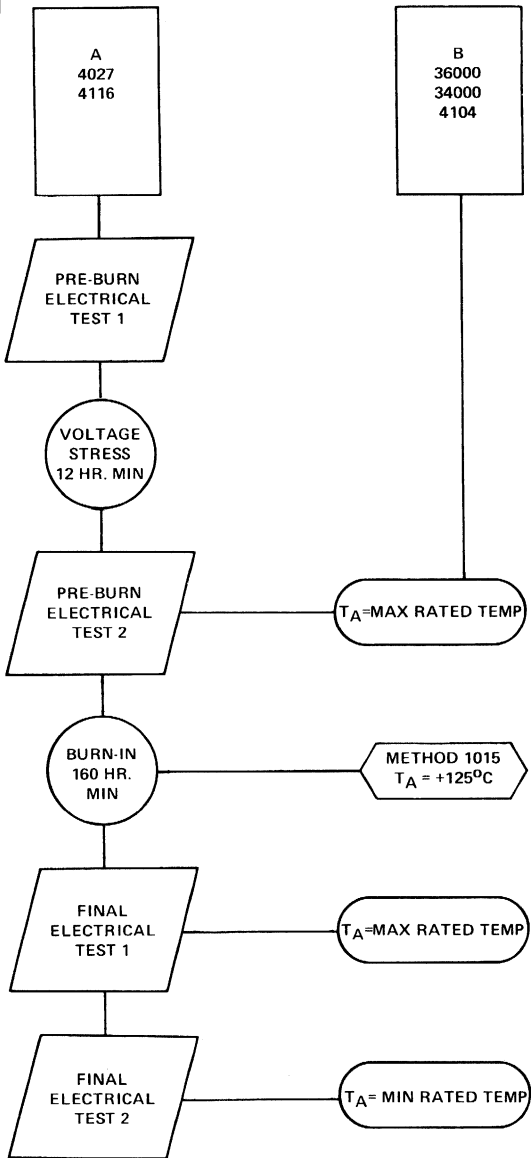 A
4027
4116
B
36000
34000
4104
PRE-BURN
ELECTRICAL
TEST 1
VOLTAGE
STRESS
12 HR. MIN
PRE-BURN
ELECTRICAL
TEST 2
TA=MAX RATED TEMP
BURN-IN
160 HR.
MIN
METHOD 1015
TA = +125°C
FINAL
ELECTRICAL
TEST 1
TA=MAX RATED TEMP
FINAL
ELECTRICAL
TEST 2
TA= MIN RATED TEMP